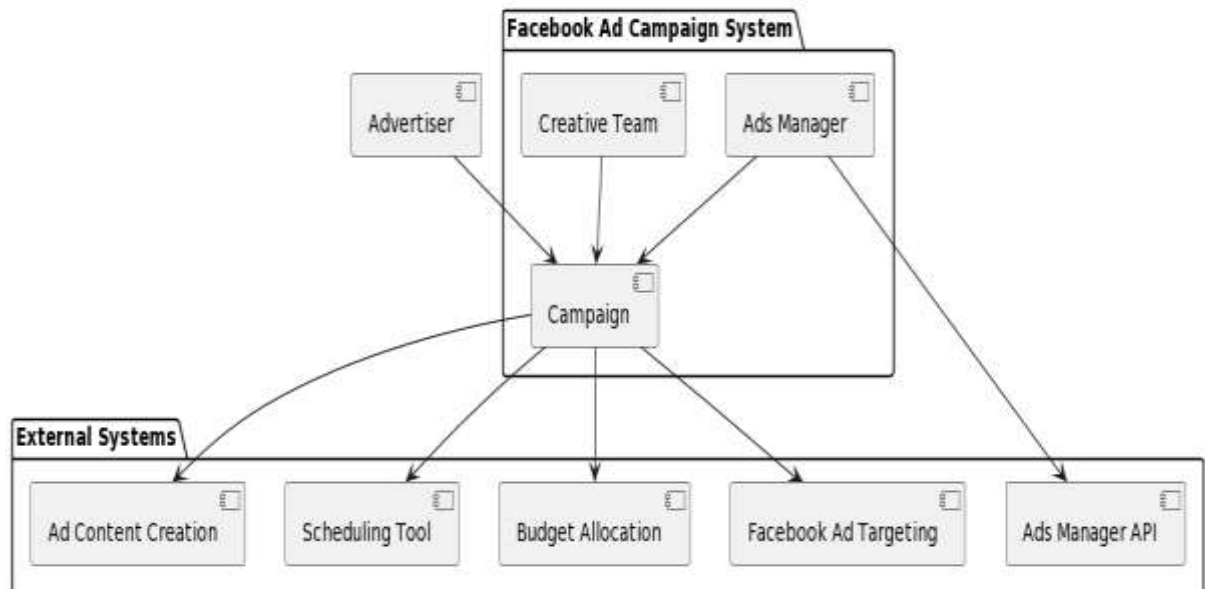 Facebook Ad Campaign System
Advertiser
Creative Team
Ads Manager
Campaign
External Systems
Ad Content Creation
Scheduling Tool
Budget Allocation
Facebook Ad Targeting
Ads Manager API